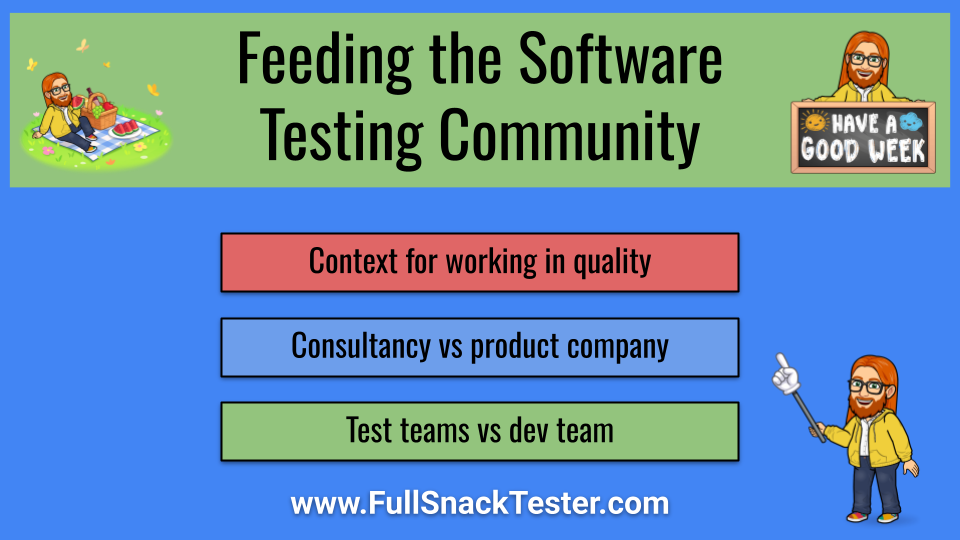 Feeding the Software
Testing Community
HAVE A
GOOD WEEK
Context for working in quality
Consultancy vs product company
Test teams vs dev team
www.FullSnackTester.com